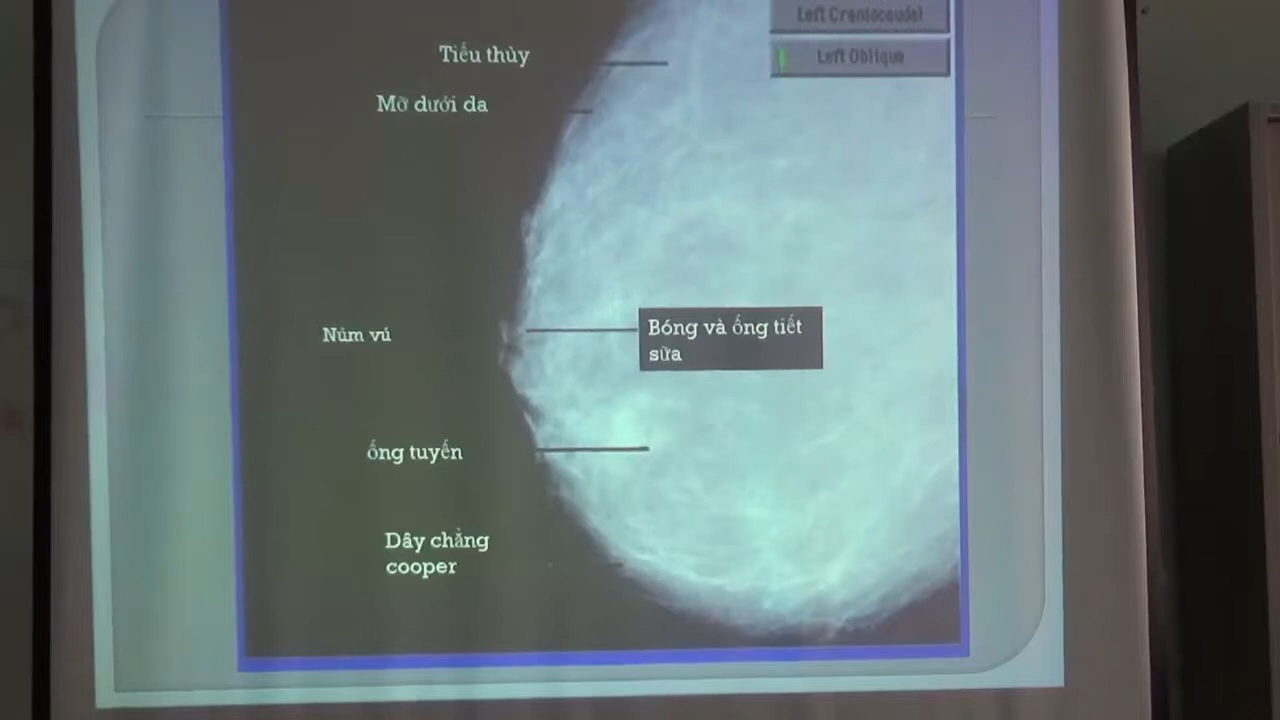 Left Craniocaudal
Tiểu thùy
Left Oblique
Mỡ dưới da
Bóng và ống tiết
sữa
Núm vú
ống tuyến
Dây chằng
cooper